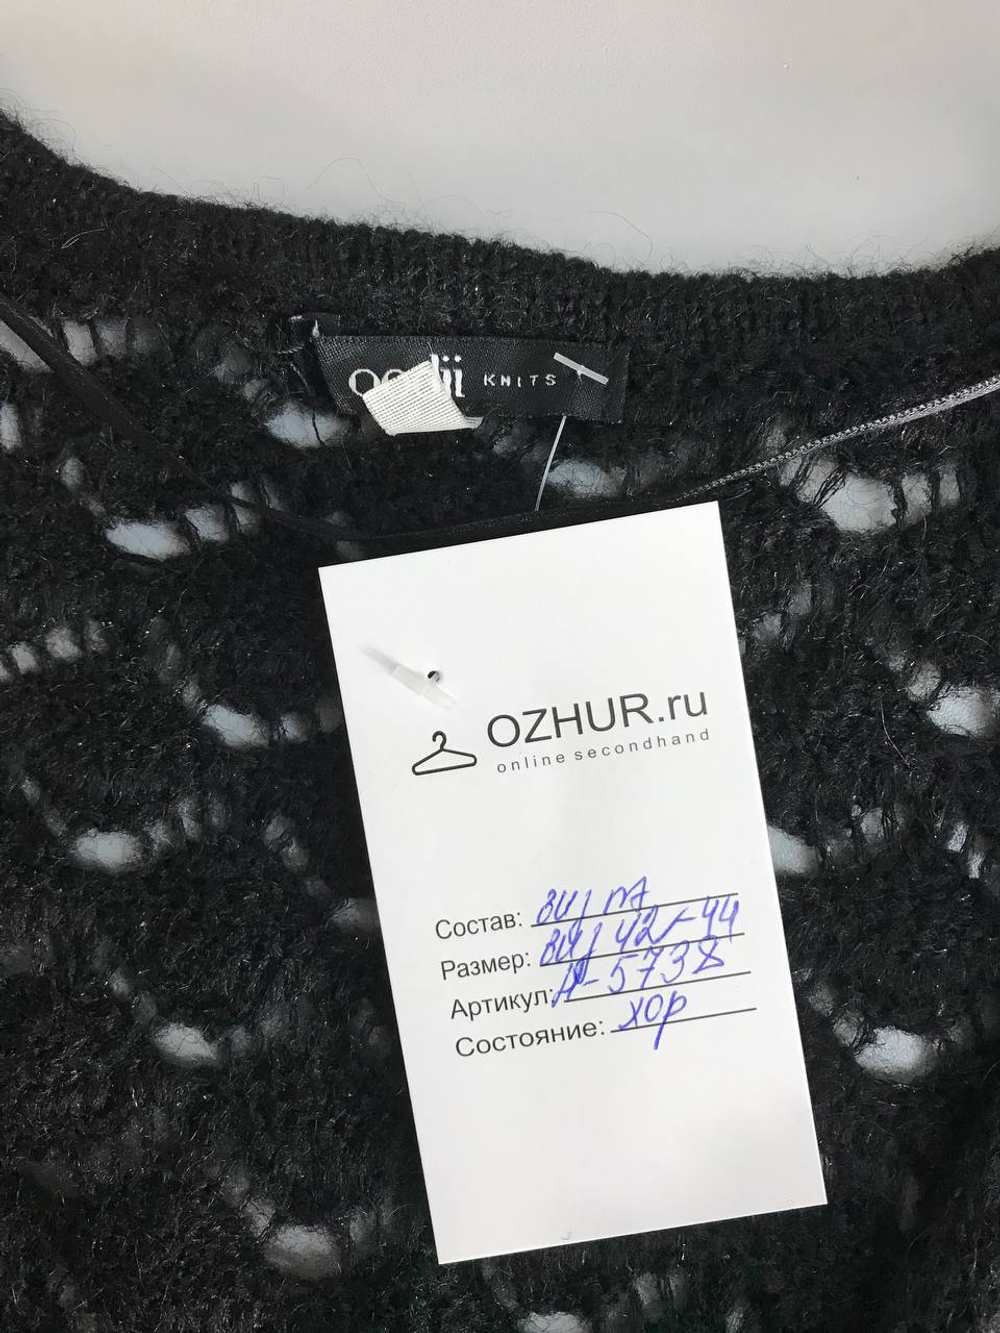 KNITS
OZHUR.ru
online secondhand
Состав:
Размер: 42-44
Артикул: А-5738
Состояние: хор